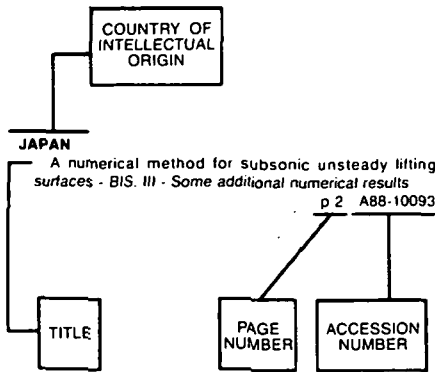 COUNTRY OF
INTELLECTUAL
ORIGIN
JAPAN
A numerical method for subsonic unsteady lifting
surfaces - BIS. III - Some additional numerical results
p 2 A88-10093
TITLE
PAGE
NUMBER
ACCESSION
NUMBER